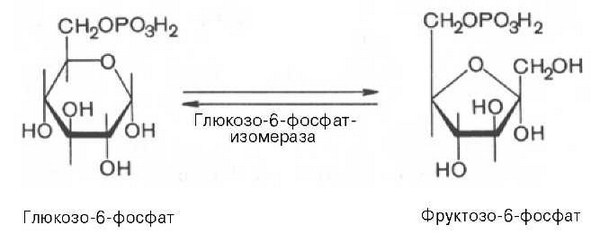 CH₂OPO₃H₂
O
OH
HO
OH
OH
Глюкозо-6-фосфат
Глюкозо-6-фосфат-
изомераза
CH₂OPO₃H₂
O
CH₂OH
HO
OH
HO
Фруктозо-6-фосфат